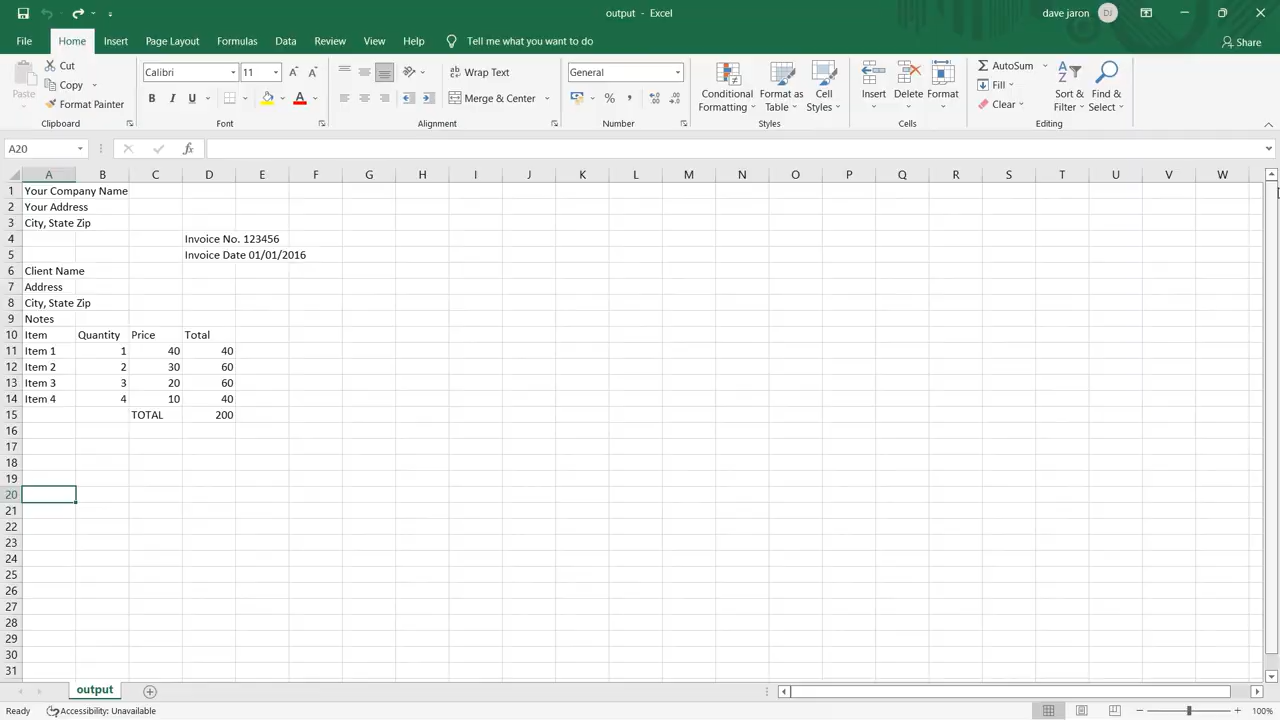 output - Excel
dave jaron DJ
File Home Insert Page Layout Formulas Data Review View Help Tell me what you want to do Share
Paste Cut Copy Format Painter Clipboard
Calibri 11 A A B I U A Font
Wrap Text Merge & Center Alignment
General % , Number
Conditional Formatting Format as Table Cell Styles Styles
Insert Delete Format Cells
AutoSum Fill Clear Sort & Filter Find & Select Editing
A20 fx
A B C D E F G H I J K L M N O P Q R S T U V W
1 Your Company Name
2 Your Address
3 City, State Zip
4 Invoice No. 123456
5 Invoice Date 01/01/2016
6 Client Name
7 Address
8 City, State Zip
9 Notes
10 Item Quantity Price Total
11 Item 1 1 40 40
12 Item 2 2 30 60
13 Item 3 3 20 60
14 Item 4 4 10 40
15 TOTAL 200
16
17
18
19
20
21
22
23
24
25
26
27
28
29
30
31
output
Ready Accessibility: Unavailable 100%